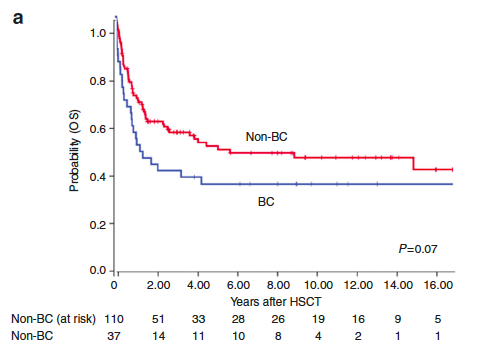 a
1.0
0.8
0.6
0.4
0.2
0.0
Probability (OS)
Non-BC
BC
P=0.07
0 2.00 4.00 6.00 8.00 10.00 12.00 14.00 16.00
Years after HSCT
Non-BC (at risk) 110 51 33 28 26 19 16 9 5
Non-BC 37 14 11 10 8 4 2 1 1